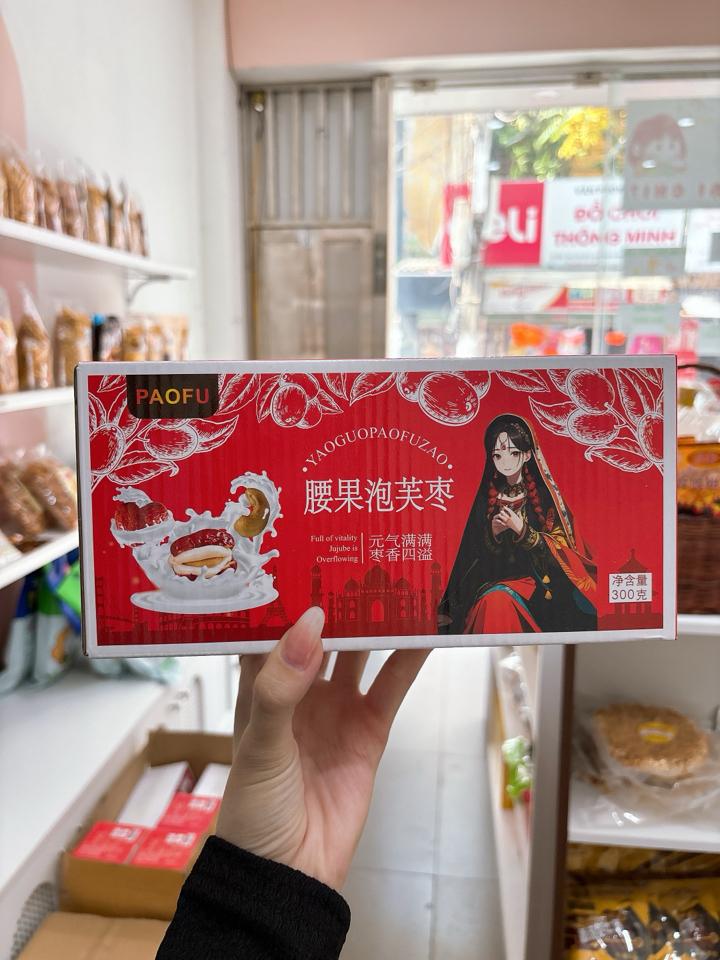 eLi
ĐỒ CHƠI
THÔNG MINH
PAOFU
YAOGUOPAOFUZAO
腰果泡芙枣
Full of vitality
Jujube is
Overflowing
元气满满
枣香四溢
净含量
300克